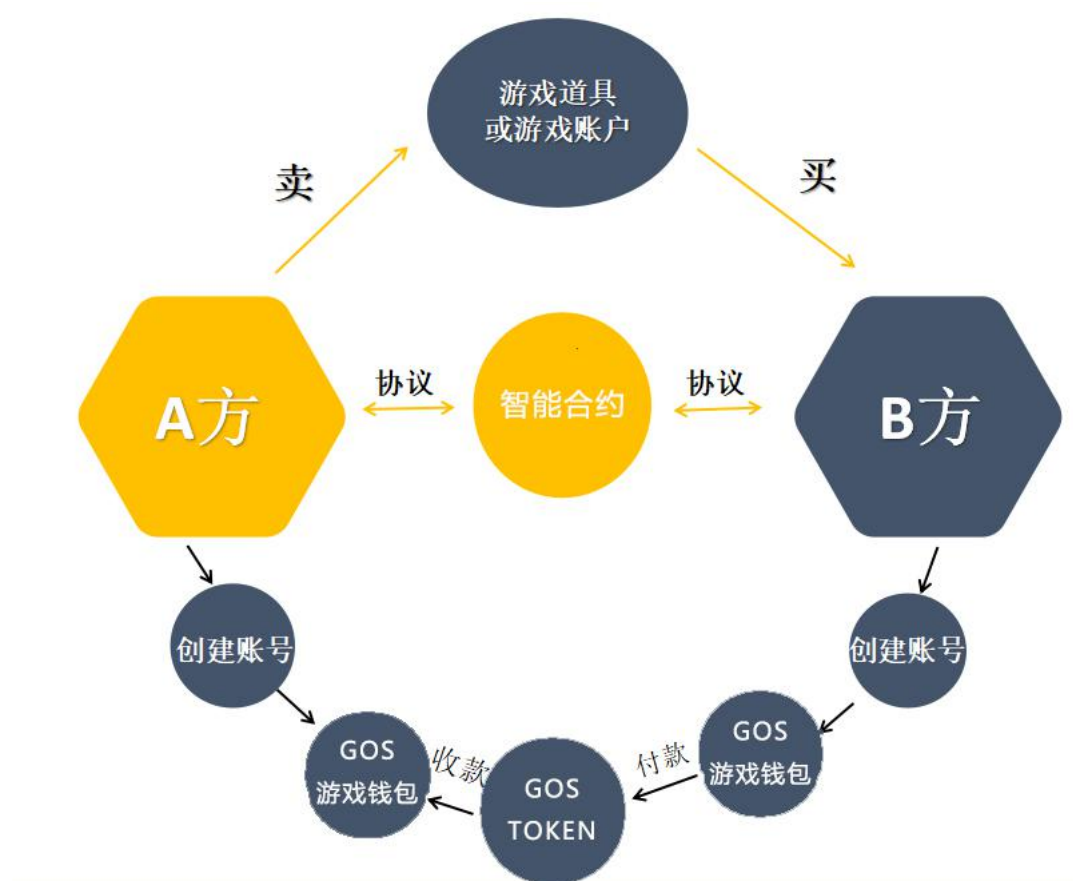 游戏道具
或游戏账户
卖
买
A方
协议
智能合约
协议
B方
创建账号
创建账号
GOS
游戏钱包
收款
GOS
TOKEN
付款
GOS
游戏钱包